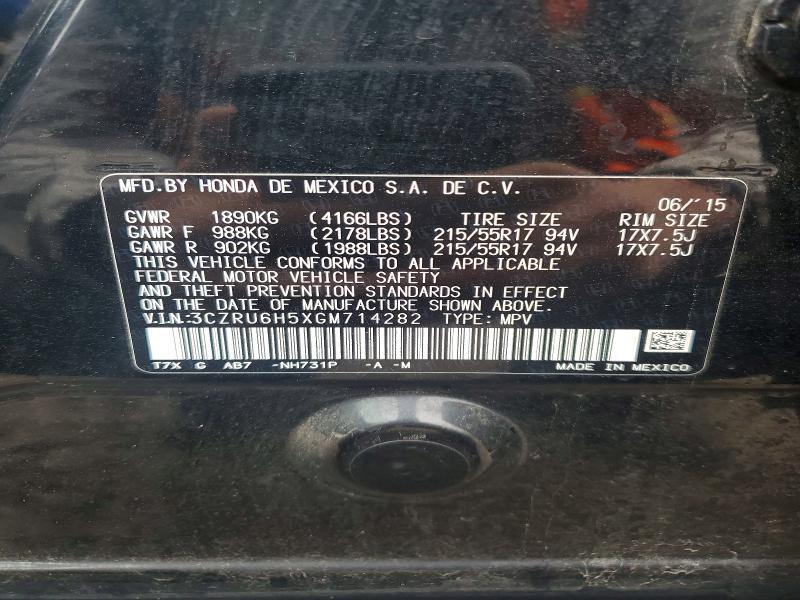 MFD.BY HONDA DE MEXICO S.A. DE C.V.
06/'15
GVWR 1890KG (4166LBS) TIRE SIZE RIM SIZE
GAWR F 988KG (2178LBS) 215/55R17 94V 17X7.5J
GAWR R 902KG (1988LBS) 215/55R17 94V 17X7.5J
THIS VEHICLE CONFORMS TO ALL APPLICABLE
FEDERAL MOTOR VEHICLE SAFETY
AND THEFT PREVENTION STANDARDS IN EFFECT
ON THE DATE OF MANUFACTURE SHOWN ABOVE.
V.I.N:3CZRU6H5XGM714282 TYPE: MPV
T7X G AB7 -NH731P -A -M MADE IN MEXICO